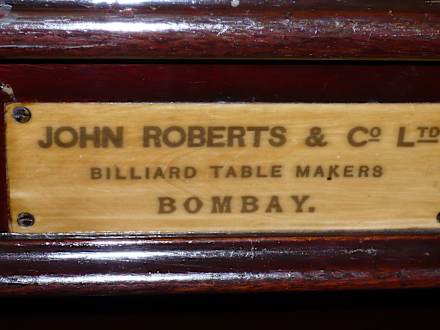 JOHN ROBERTS & Cº LTD
BILLIARD TABLE MAKERS
BOMBAY.